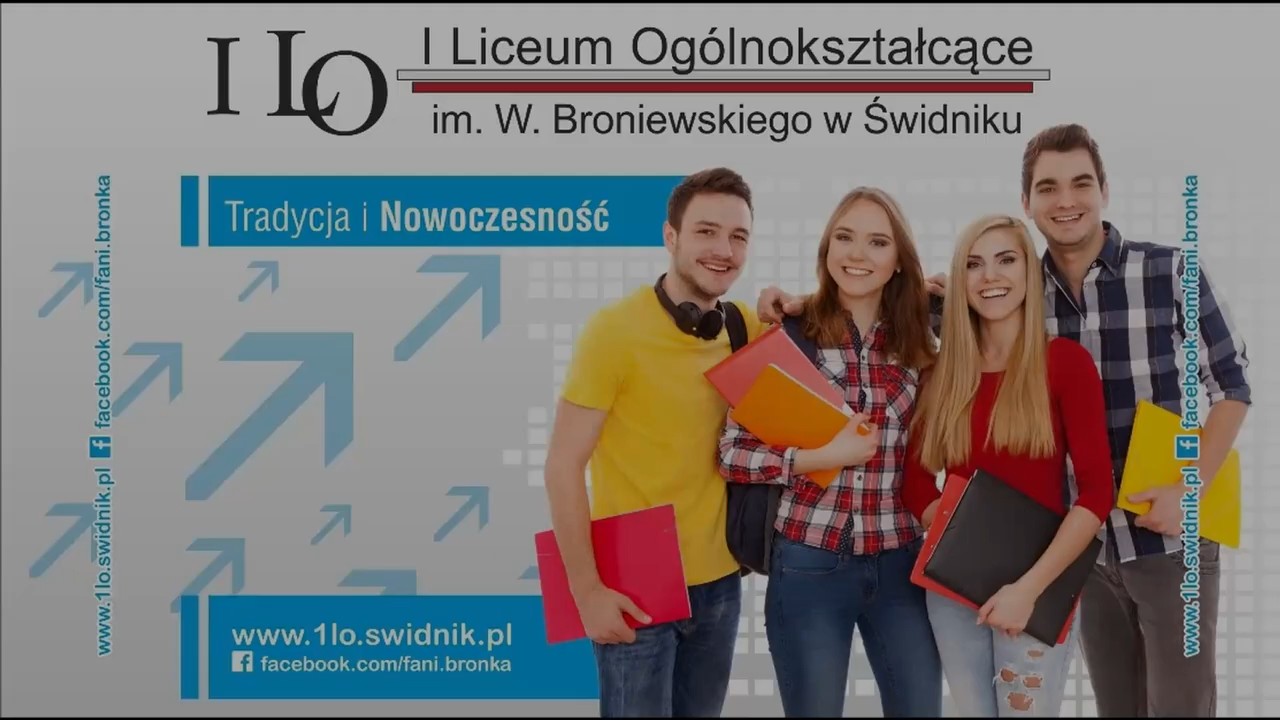 I LO
I Liceum Ogólnokształcące
im. W. Broniewskiego w Świdniku
Tradycja i Nowoczesność
www.1lo.swidnik.pl
facebook.com/fani.bronka
www.1lo.swidnik.pl facebook.com/fani.bronka
www.1lo.swidnik.pl facebook.com/fani.bronka